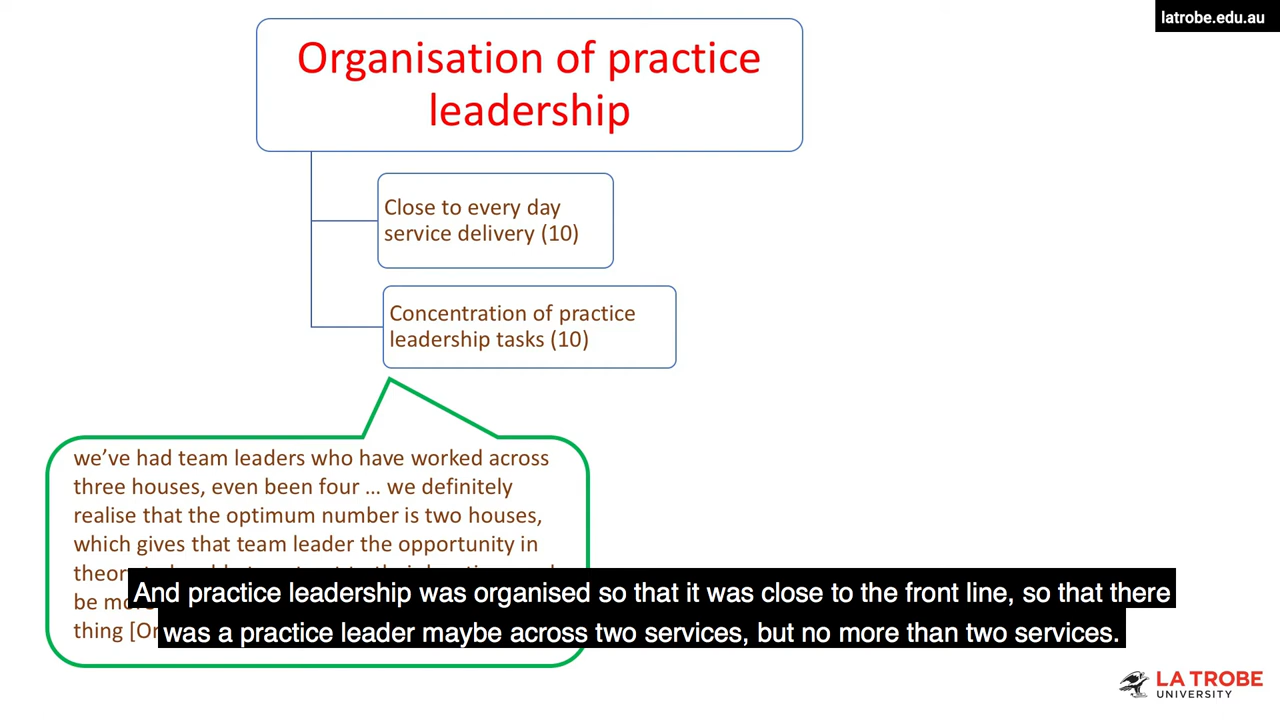 latrobe.edu.au
Organisation of practice
leadership
Close to every day
service delivery (10)
Concentration of practice
leadership tasks (10)
we've had team leaders who have worked across
three houses, even been four ... we definitely
realise that the optimum number is two houses,
which gives that team leader the opportunity in
be
thing
And practice leadership was organised so that it was close to the front line, so that there
was a practice leader maybe across two services, but no more than two services.
LA TROBE
UNIVERSITY